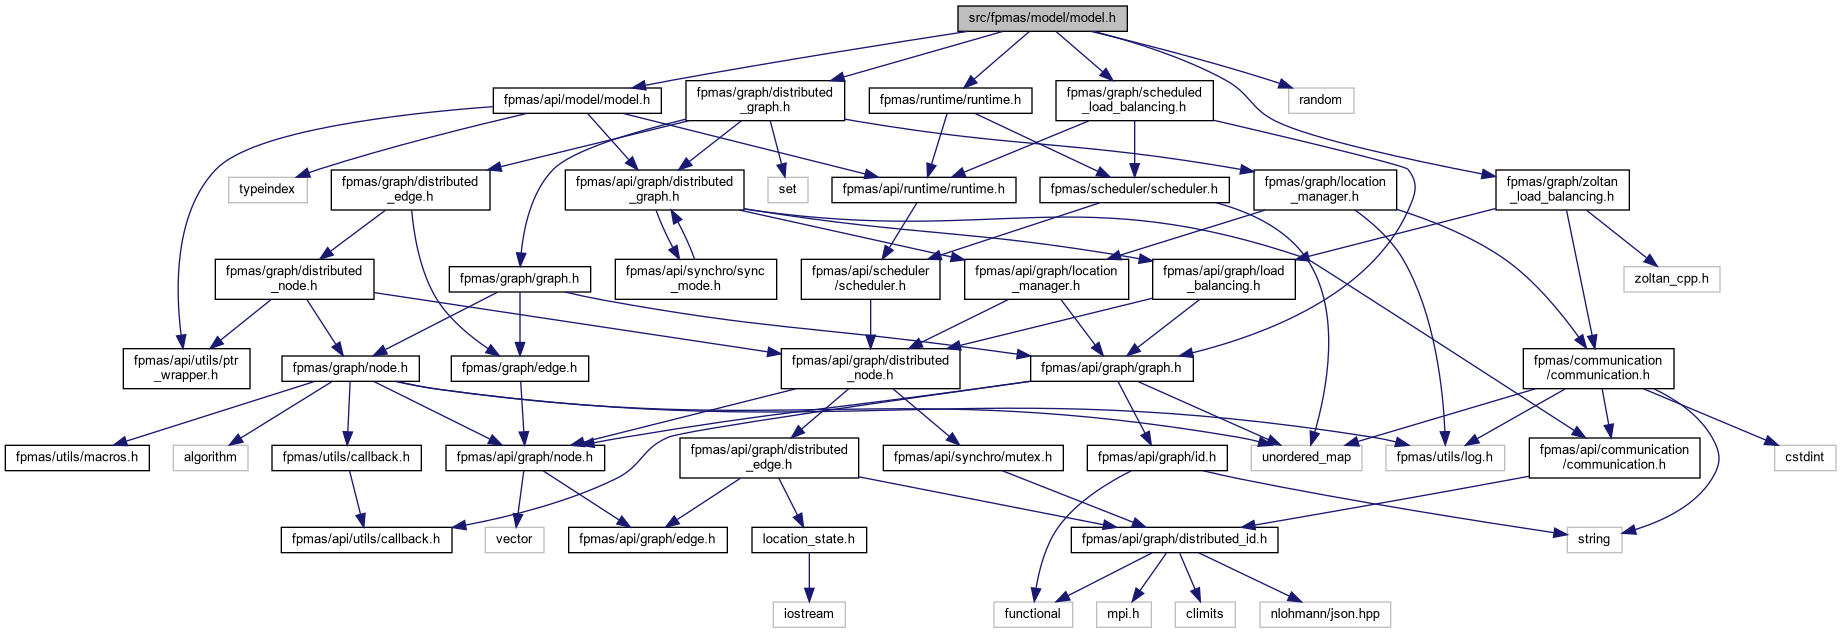 src/fpmas/model/model.h
fpmas/api/model/model.h
fpmas/graph/distributed
_graph.h
fpmas/runtime/runtime.h
fpmas/graph/scheduled
_load_balancing.h
random
typeindex
fpmas/graph/distributed
_edge.h
fpmas/api/graph/distributed
_graph.h
set
fpmas/api/runtime/runtime.h
fpmas/scheduler/scheduler.h
fpmas/graph/location
_manager.h
fpmas/graph/zoltan
_load_balancing.h
fpmas/graph/distributed
_node.h
fpmas/graph/graph.h
fpmas/api/synchro/sync
_mode.h
fpmas/api/scheduler
/scheduler.h
fpmas/api/graph/location
_manager.h
fpmas/api/graph/load
_balancing.h
zoltan_cpp.h
fpmas/api/utils/ptr
_wrapper.h
fpmas/graph/node.h
fpmas/graph/edge.h
fpmas/api/graph/distributed
_node.h
fpmas/api/graph/graph.h
fpmas/communication
/communication.h
fpmas/utils/macros.h
algorithm
fpmas/utils/callback.h
fpmas/api/graph/node.h
fpmas/api/graph/distributed
_edge.h
fpmas/api/synchro/mutex.h
fpmas/api/graph/id.h
unordered_map
fpmas/utils/log.h
fpmas/api/communication
/communication.h
cstdint
fpmas/api/utils/callback.h
vector
fpmas/api/graph/edge.h
location_state.h
fpmas/api/graph/distributed_id.h
string
iostream
functional
mpi.h
climits
nlohmann/json.hpp